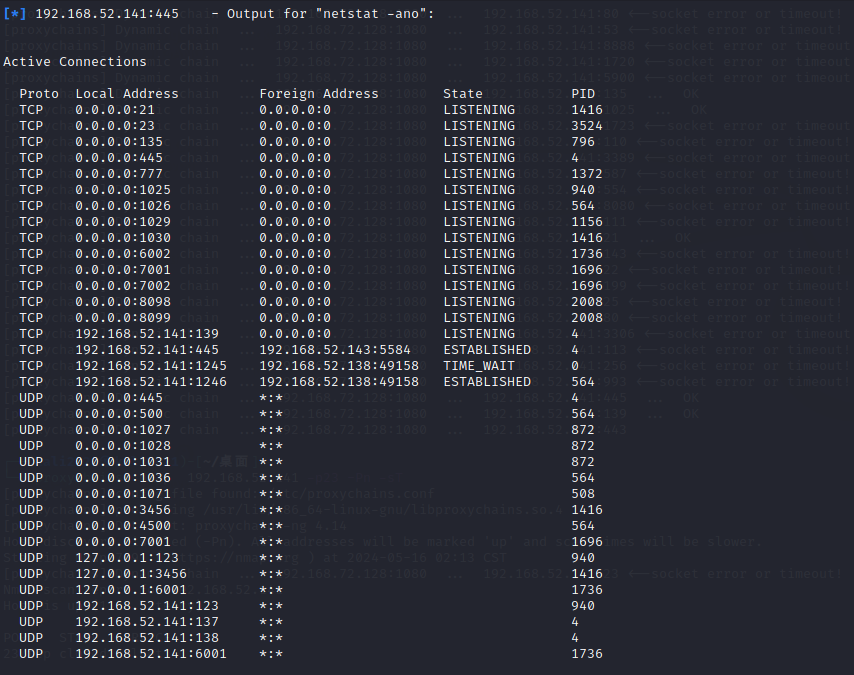 [*] 192.168.52.141:445    - Output for "netstat -ano":
Active Connections
  Proto  Local Address          Foreign Address        State           PID
  TCP    0.0.0.0:21             0.0.0.0:0              LISTENING       1416
  TCP    0.0.0.0:23             0.0.0.0:0              LISTENING       3524
  TCP    0.0.0.0:135            0.0.0.0:0              LISTENING       796
  TCP    0.0.0.0:445            0.0.0.0:0              LISTENING       4
  TCP    0.0.0.0:777            0.0.0.0:0              LISTENING       1372
  TCP    0.0.0.0:1025           0.0.0.0:0              LISTENING       940
  TCP    0.0.0.0:1026           0.0.0.0:0              LISTENING       564
  TCP    0.0.0.0:1029           0.0.0.0:0              LISTENING       1156
  TCP    0.0.0.0:1030           0.0.0.0:0              LISTENING       1416
  TCP    0.0.0.0:6002           0.0.0.0:0              LISTENING       1736
  TCP    0.0.0.0:7001           0.0.0.0:0              LISTENING       1696
  TCP    0.0.0.0:7002           0.0.0.0:0              LISTENING       1696
  TCP    0.0.0.0:8098           0.0.0.0:0              LISTENING       2008
  TCP    0.0.0.0:8099           0.0.0.0:0              LISTENING       2008
  TCP    192.168.52.141:139     0.0.0.0:0              LISTENING       4
  TCP    192.168.52.141:445     192.168.52.143:5584    ESTABLISHED     4
  TCP    192.168.52.141:1245    192.168.52.138:49158   TIME_WAIT       0
  TCP    192.168.52.141:1246    192.168.52.138:49158   ESTABLISHED     564
  UDP    0.0.0.0:445            *:*                                    4
  UDP    0.0.0.0:500            *:*                                    564
  UDP    0.0.0.0:1027           *:*                                    872
  UDP    0.0.0.0:1028           *:*                                    872
  UDP    0.0.0.0:1031           *:*                                    872
  UDP    0.0.0.0:1036           *:*                                    564
  UDP    0.0.0.0:1071           *:*                                    508
  UDP    0.0.0.0:3456           *:*                                    1416
  UDP    0.0.0.0:4500           *:*                                    564
  UDP    0.0.0.0:7001           *:*                                    1696
  UDP    127.0.0.1:123          *:*                                    940
  UDP    127.0.0.1:3456         *:*                                    1416
  UDP    127.0.0.1:6001         *:*                                    1736
  UDP    192.168.52.141:123     *:*                                    940
  UDP    192.168.52.141:137     *:*                                    4
  UDP    192.168.52.141:138     *:*                                    4
  UDP    192.168.52.141:6001    *:*                                    1736